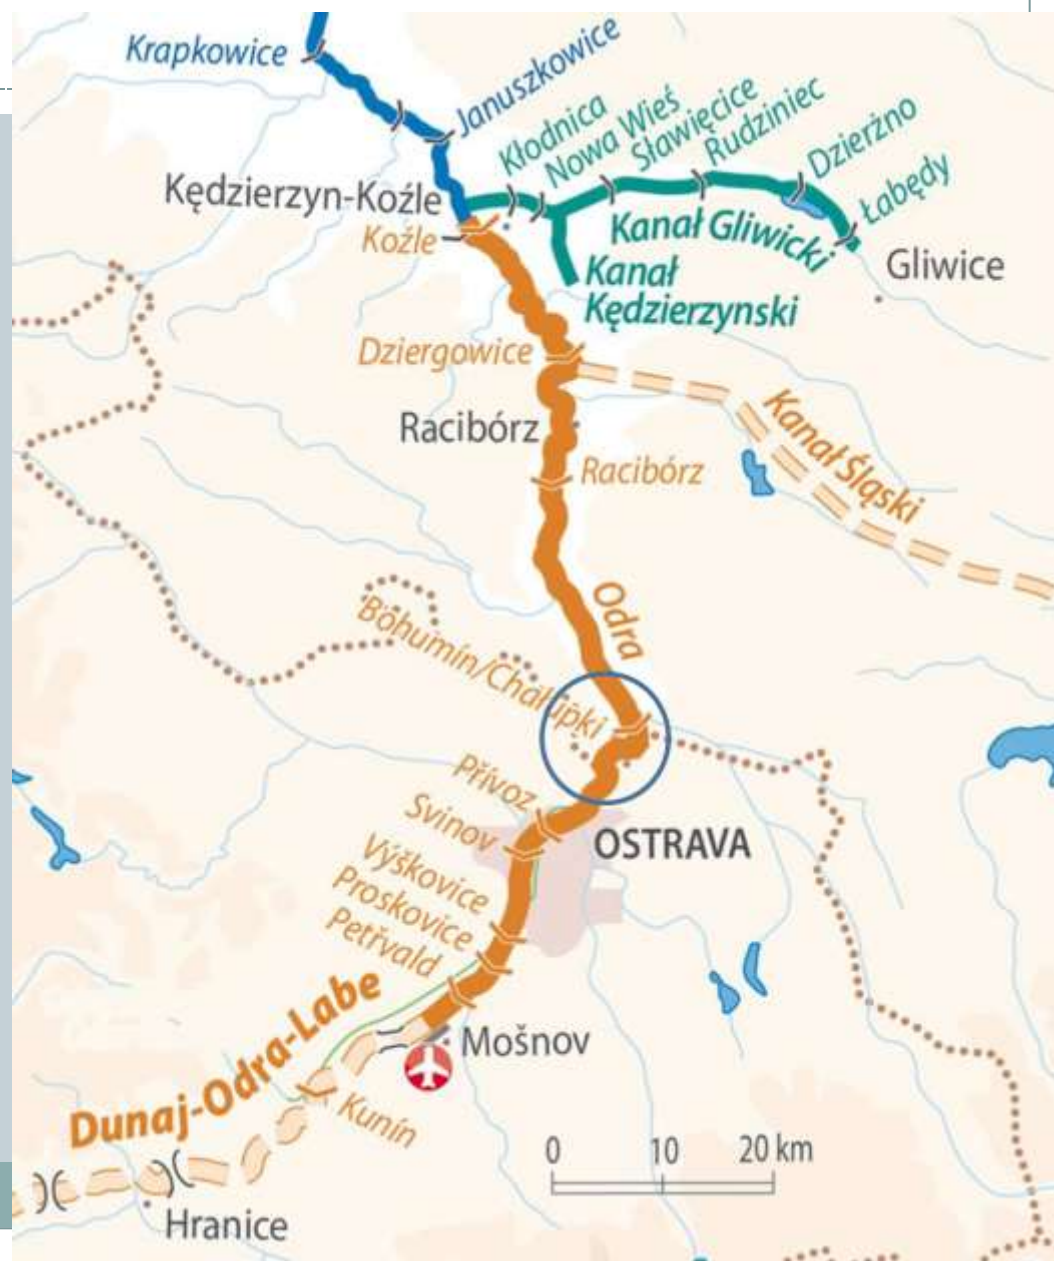 Krapkowice
Januszkowice
Kłodnica
Nowa Wieś
Sławięcice
Rudziniec
Dzierżno
Łabędy
Kędzierzyn-Koźle
Koźle
Kanał Gliwicki
Gliwice
Kanał
Kędzierzynski
Dziergowice
Kanał Śląski
Racibórz
Racibórz
Odra
Bohumín/Chałupki
Přívoz
Svinov
OSTRAVA
Výškovice
Proskovice
Petřvald
Dunaj-Odra-Labe
Mošnov
Kunín
0 10 20 km
Hranice